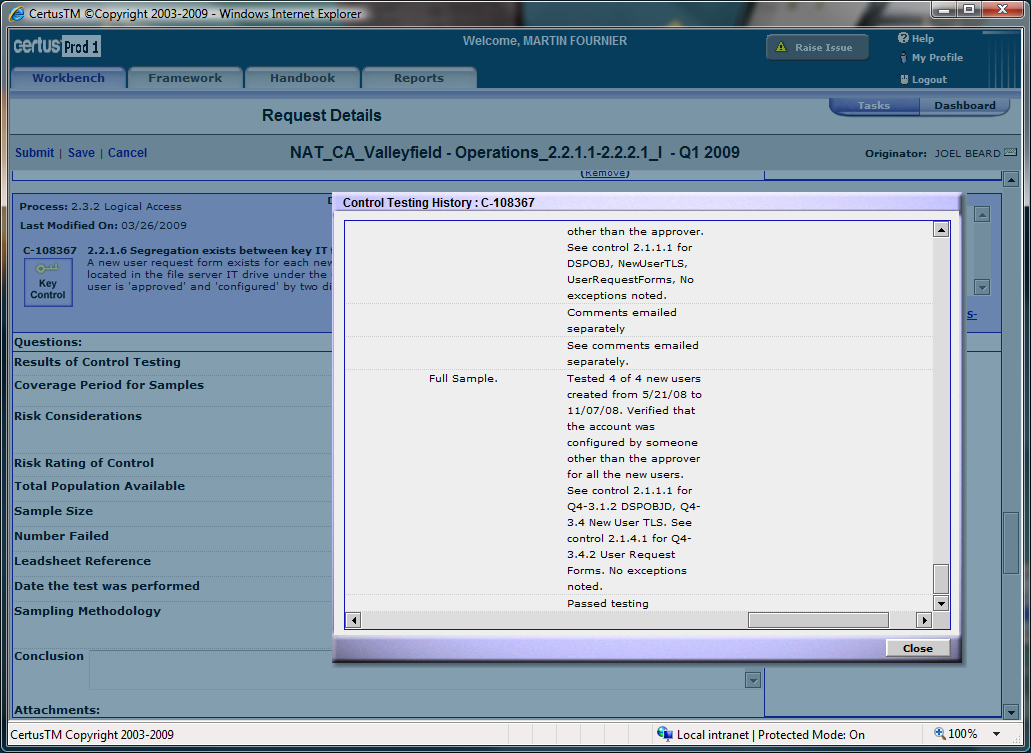 CertusTM ©Copyright 2003-2009 - Windows Internet Explorer
certus Prod 1
Welcome, MARTIN FOURNIER
Raise Issue
Help
My Profile
Logout
Workbench Framework Handbook Reports
Tasks Dashboard
Request Details
Submit | Save | Cancel
NAT_CA_Valleyfield - Operations_2.2.1.1-2.2.2.1_I - Q1 2009
Originator: JOEL BEARD
(Remove)
Process: 2.3.2 Logical Access
Last Modified On: 03/26/2009
C-108367 2.2.1.6 Segregation exists between key IT
A new user request form exists for each new
located in the file server IT drive under the
user is 'approved' and 'configured' by two
Key
Control
S-
Questions:
Results of Control Testing
Coverage Period for Samples
Risk Considerations
Risk Rating of Control
Total Population Available
Sample Size
Number Failed
Leadsheet Reference
Date the test was performed
Sampling Methodology
Conclusion
Attachments:
Control Testing History : C-108367
other than the approver.
See control 2.1.1.1 for
DSPOBJ, NewUserTLS,
UserRequestForms, No
exceptions noted.
Comments emailed
separately
See comments emailed
separately.
Full Sample. Tested 4 of 4 new users
created from 5/21/08 to
11/07/08. Verified that
the account was
configured by someone
other than the approver
for all the new users.
See control 2.1.1.1 for
Q4-3.1.2 DSPOBJD, Q4-
3.4 New User TLS. See
control 2.1.4.1 for Q4-
3.4.2 User Request
Forms. No exceptions
noted.
Passed testing
Close
CertusTM Copyright 2003-2009
Local intranet | Protected Mode: On
100%